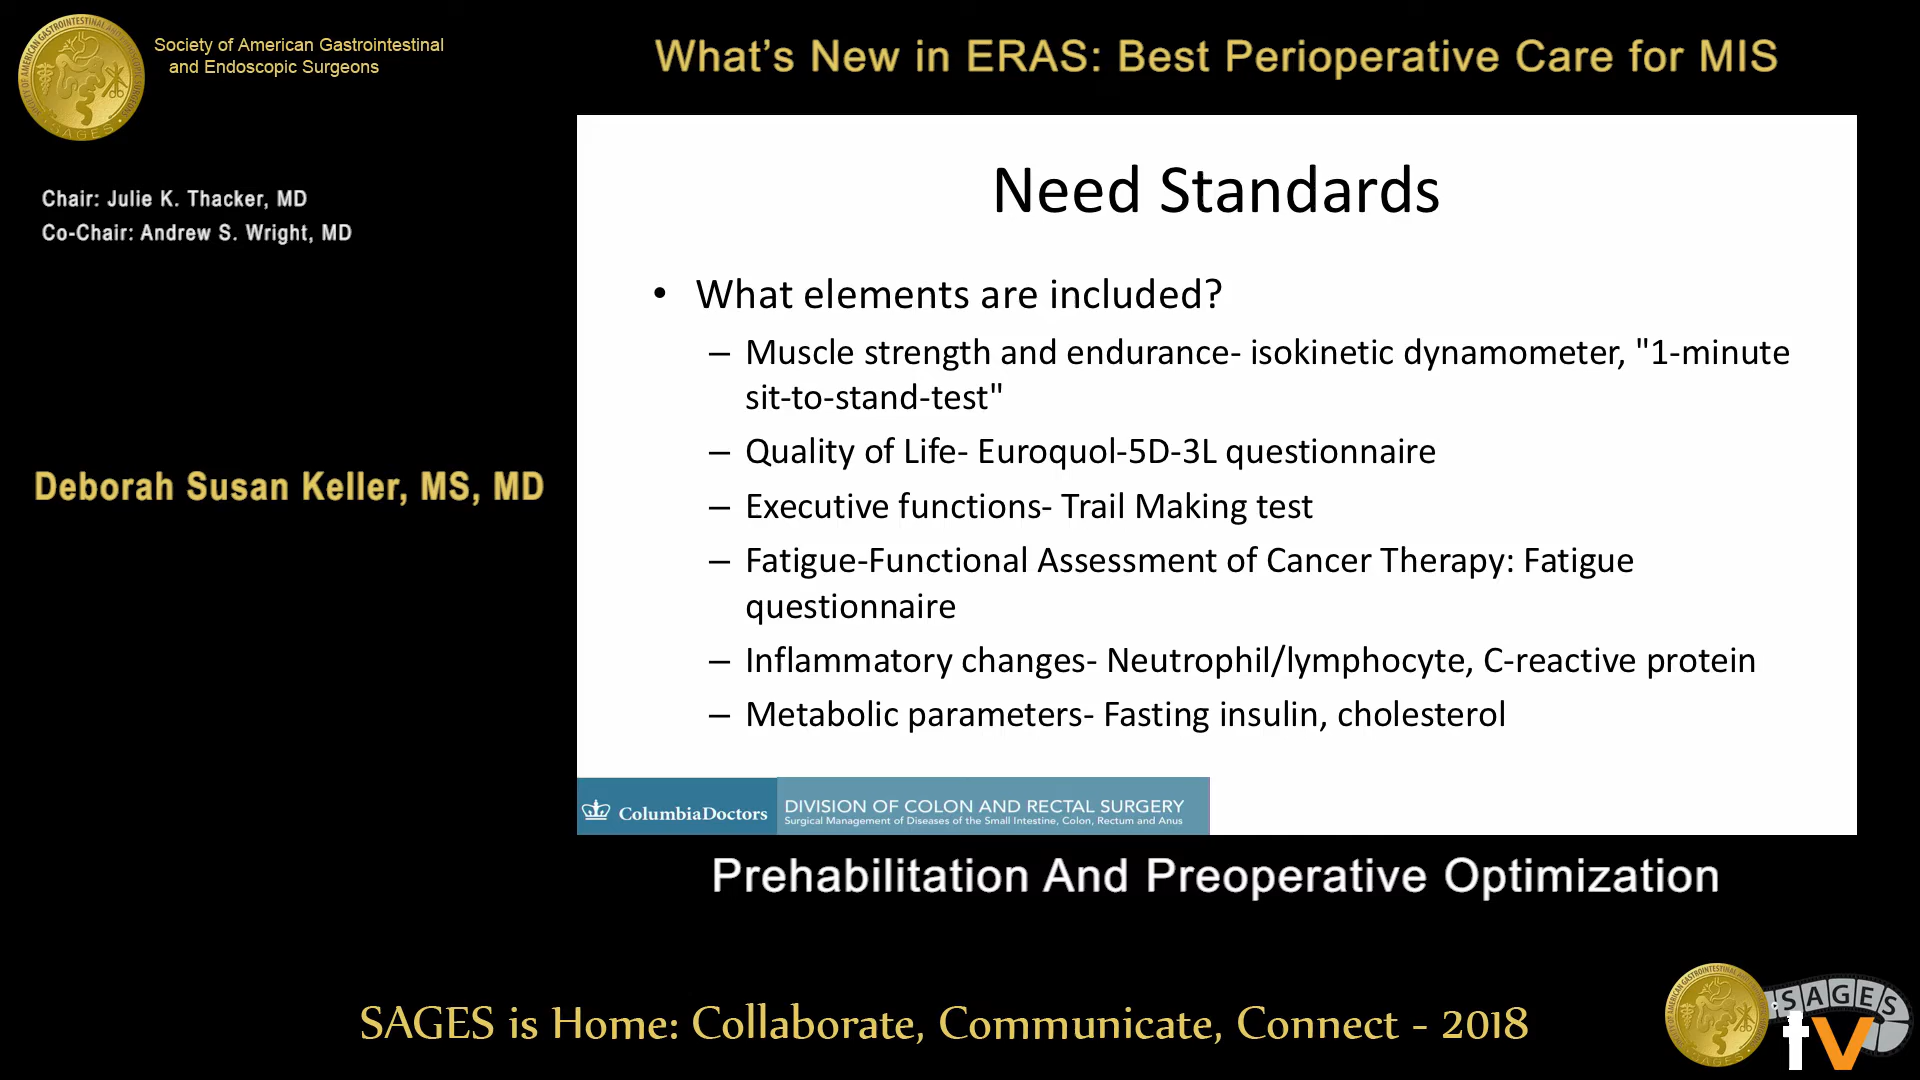 Society of American Gastrointestinal
and Endoscopic Surgeons
What's New in ERAS: Best Perioperative Care for MIS
Chair: Julie K. Thacker, MD
Co-Chair: Andrew S. Wright, MD
Deborah Susan Keller, MS, MD
Need Standards
• What elements are included?
– Muscle strength and endurance- isokinetic dynamometer, "1-minute
sit-to-stand-test"
– Quality of Life- Euroquol-5D-3L questionnaire
– Executive functions- Trail Making test
– Fatigue-Functional Assessment of Cancer Therapy: Fatigue
questionnaire
– Inflammatory changes- Neutrophil/lymphocyte, C-reactive protein
– Metabolic parameters- Fasting insulin, cholesterol
ColumbiaDoctors
DIVISION OF COLON AND RECTAL SURGERY
Surgical Management of Diseases of the Small Intestine, Colon, Rectum and Anus
Prehabilitation And Preoperative Optimization
SAGES is Home: Collaborate, Communicate, Connect - 2018
SAGES
tv